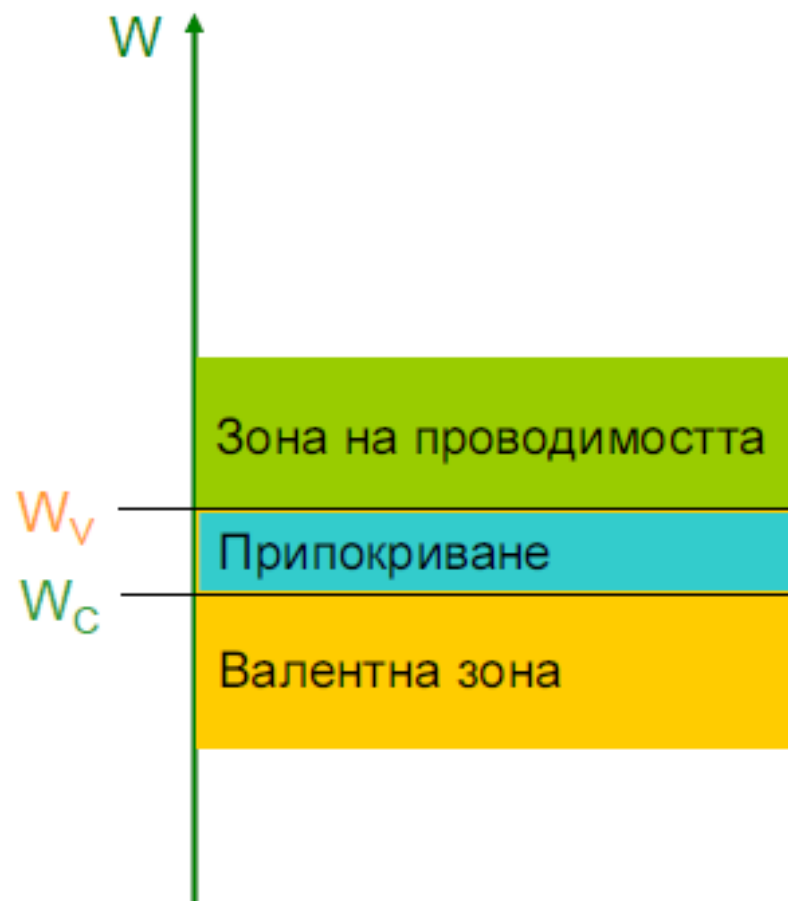 W
Зона на проводимостта
W_V
Припокриване
W_C
Валентна зона